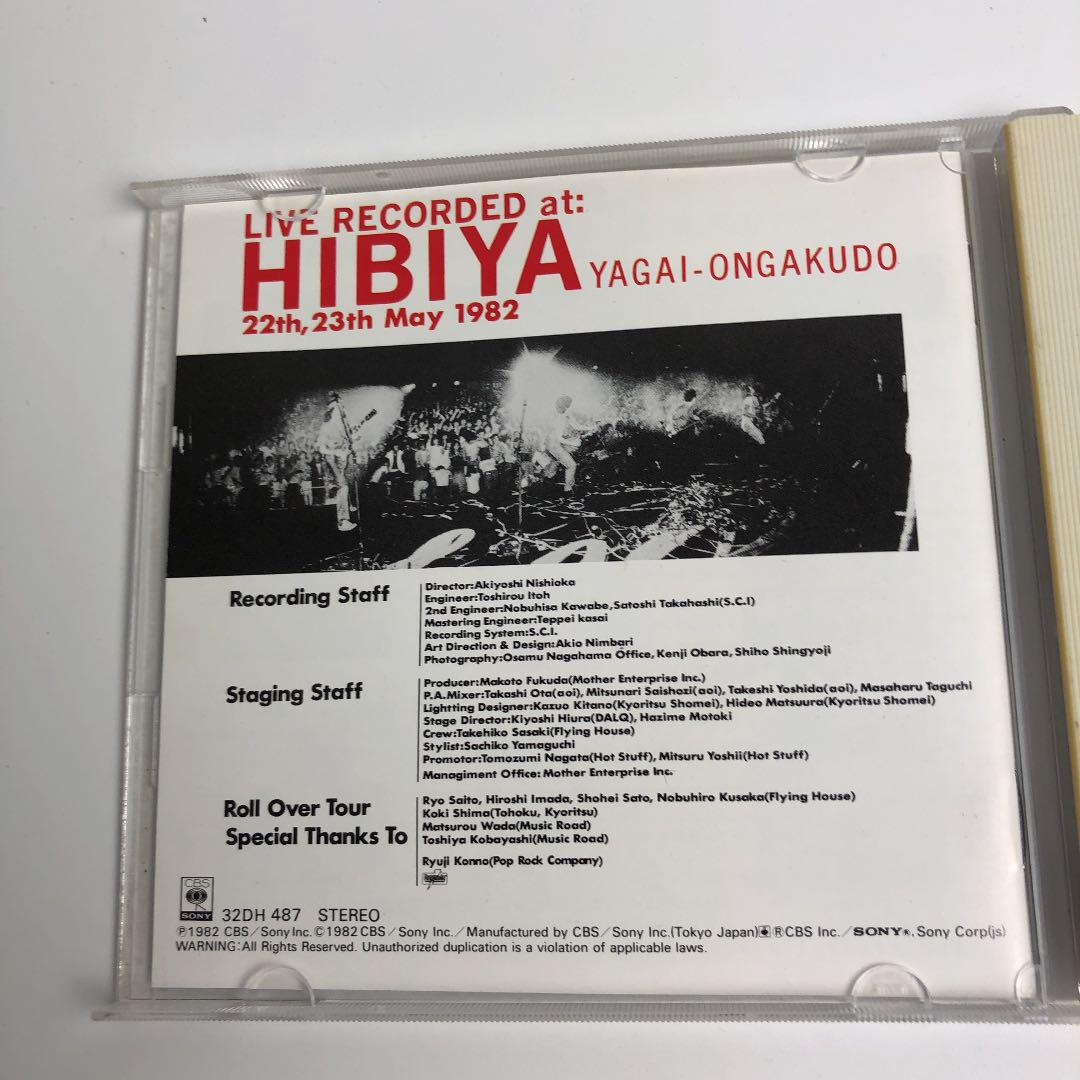 LIVE RECORDED at:
HIBIYA YAGAI-ONGAKUDO
22th, 23th May 1982
Recording Staff
Director:Akiyoshi Nishioka
Engineer:Toshirou Itoh
2nd Engineer:Nobuhisa Kawabe,Satoshi Takahashi(S.C.I)
Mastering Engineer:Teppei kasai
Recording System:S.C.I.
Art Direction & Design:Akio Nimbari
Photography:Osamu Nagahama Office, Kenji Obara, Shiho Shingyoji
Staging Staff
Producer:Makoto Fukuda(Mother Enterprise Inc.)
P.A.Mixer:Takashi Ota(aoi), Mitsunari Saishozi(aoi), Takeshi Yoshida(aoi), Masaharu Taguchi
Lightting Designer:Kazuo Kitano(Kyoritsu Shomei), Hideo Matsuura(Kyoritsu Shomei)
Stage Director:Kiyoshi Hiura(DALQ), Hazime Motoki
Crew:Takehiko Sasaki(Flying House)
Stylist:Sachiko Yamaguchi
Promotor:Tomozumi Nagata(Hot Stuff), Mitsuru Yoshii(Hot Stuff)
Managiment Office: Mother Enterprise Inc.
Roll Over Tour
Special Thanks To
Ryo Saito, Hiroshi Imada, Shohei Sato, Nobuhiro Kusaka(Flying House)
Koki Shima(Tohoku, Kyoritsu)
Matsurou Wada(Music Road)
Toshiya Kobayashi(Music Road)
Ryuji Konno(Pop Rock Company)
CBS
SONY
32DH 487 STEREO
℗1982 CBS/Sony Inc.©1982 CBS/Sony Inc./Manufactured by CBS/Sony Inc.(Tokyo Japan)®CBS Inc./SONY®. Sony Corp(js)
WARNING:All Rights Reserved. Unauthorized duplication is a violation of applicable laws.